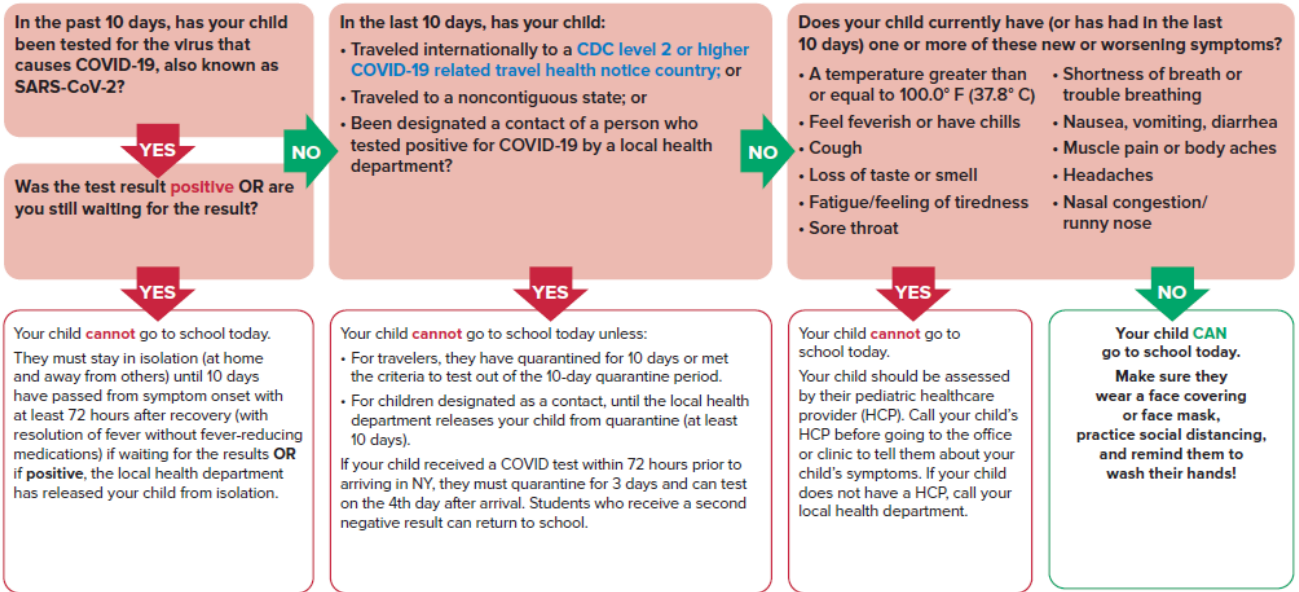 In the past 10 days, has your child
been tested for the virus that
causes COVID-19, also known as
SARS-CoV-2?
YES
NO
Was the test result positive OR are
you still waiting for the result?
YES
Your child cannot go to school today.
They must stay in isolation (at home
and away from others) until 10 days
have passed from symptom onset with
at least 72 hours after recovery (with
resolution of fever without fever-reducing
medications) if waiting for the results OR
if positive, the local health department
has released your child from isolation.
In the last 10 days, has your child:
• Traveled internationally to a CDC level 2 or higher
COVID-19 related travel health notice country; or
• Traveled to a noncontiguous state; or
• Been designated a contact of a person who
tested positive for COVID-19 by a local health
department?
NO
YES
Your child cannot go to school today unless:
• For travelers, they have quarantined for 10 days or met
the criteria to test out of the 10-day quarantine period.
• For children designated as a contact, until the local health
department releases your child from quarantine (at least
10 days).
If your child received a COVID test within 72 hours prior to
arriving in NY, they must quarantine for 3 days and can test
on the 4th day after arrival. Students who receive a second
negative result can return to school.
Does your child currently have (or has had in the last
10 days) one or more of these new or worsening symptoms?
• A temperature greater than
or equal to 100.0° F (37.8° C)
• Feel feverish or have chills
• Cough
• Loss of taste or smell
• Fatigue/feeling of tiredness
• Sore throat
• Shortness of breath or
trouble breathing
• Nausea, vomiting, diarrhea
• Muscle pain or body aches
• Headaches
• Nasal congestion/
runny nose
YES
Your child cannot go to
school today.
Your child should be assessed
by their pediatric healthcare
provider (HCP). Call your child's
HCP before going to the office
or clinic to tell them about your
child's symptoms. If your child
does not have a HCP, call your
local health department.
NO
Your child CAN
go to school today.
Make sure they
wear a face covering
or face mask,
practice social distancing,
and remind them to
wash their hands!